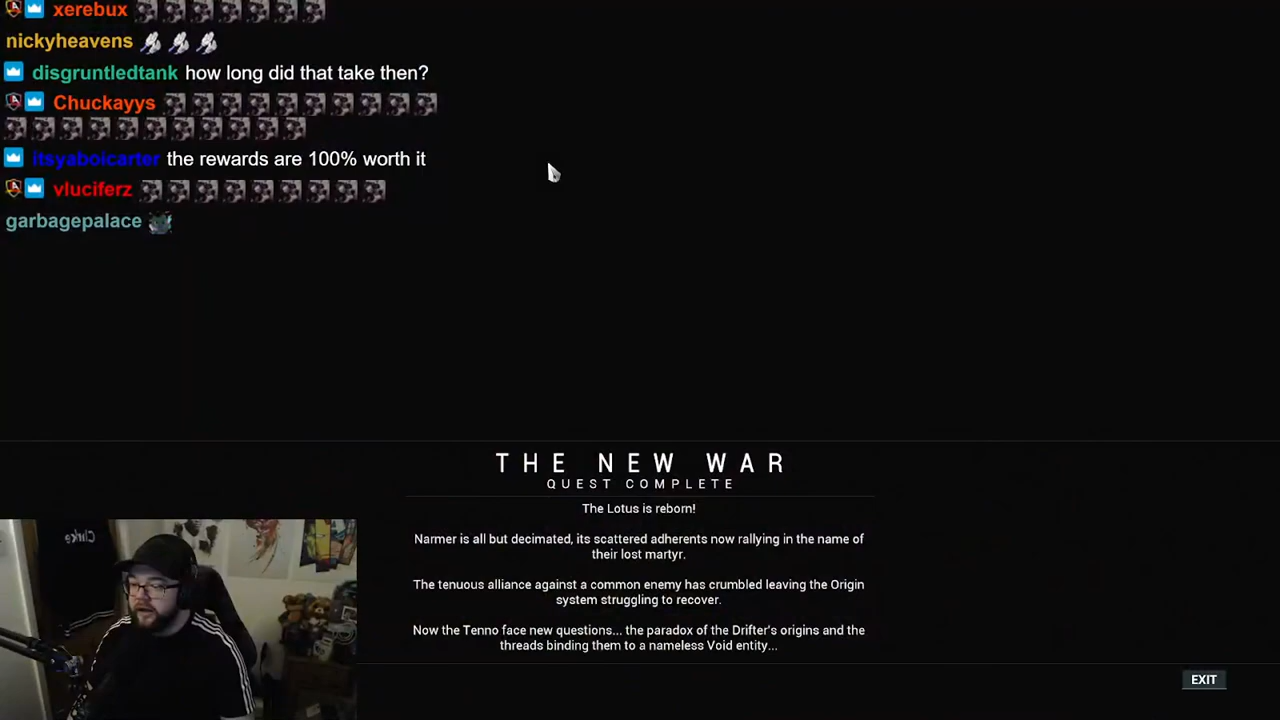 xerebux
nickyheavens
disgruntledtank how long did that take then?
Chuckayys
itsyaboicarter the rewards are 100% worth it
vluciferz
garbagepalace
THE NEW WAR
QUEST COMPLETE
The Lotus is reborn!
Narmer is all but decimated, its scattered adherents now rallying in the name of
their lost martyr.
The tenuous alliance against a common enemy has crumbled leaving the Origin
system struggling to recover.
Now the Tenno face new questions... the paradox of the Drifter's origins and the
threads binding them to a nameless Void entity...
EXIT